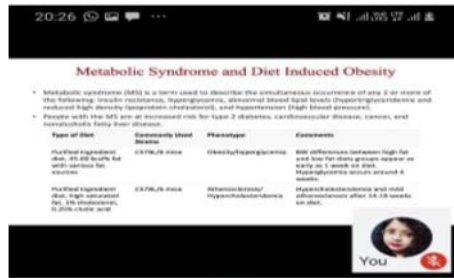 20:26
Metabolic Syndrome and Diet Induced Obesity
• Metabolic syndrome (MS) is a term used to describe the simultaneous occurrence of any 2 or more of
the following: insulin resistance, hyperglycemia, abnormal blood lipid levels (hypertriglyceridemia and
reduced high density lipoprotein cholesterol), and hypertension (high blood pressure).
• People with the MS are at increased risk for type 2 diabetes, cardiovascular disease, cancer, and
nonalcoholic fatty liver disease.
Type of Diet Commonly Used Strains Phenotype Comments
Purified ingredient diet, 45-60 kcal% fat with various fat sources C57BL/6 mice Obesity/hyperglycemia BW differences between high fat and low fat diets groups appear as early as 1 week on diet. Hyperglycemia occurs around 4 weeks.
Purified ingredient diet, high saturated fat, 1% cholesterol, 0.25% cholic acid C57BL/6 mice Atherosclerosis/ Hypercholesterolemia Hypercholesterolemia and mild atherosclerosis after weeks on diet.
You